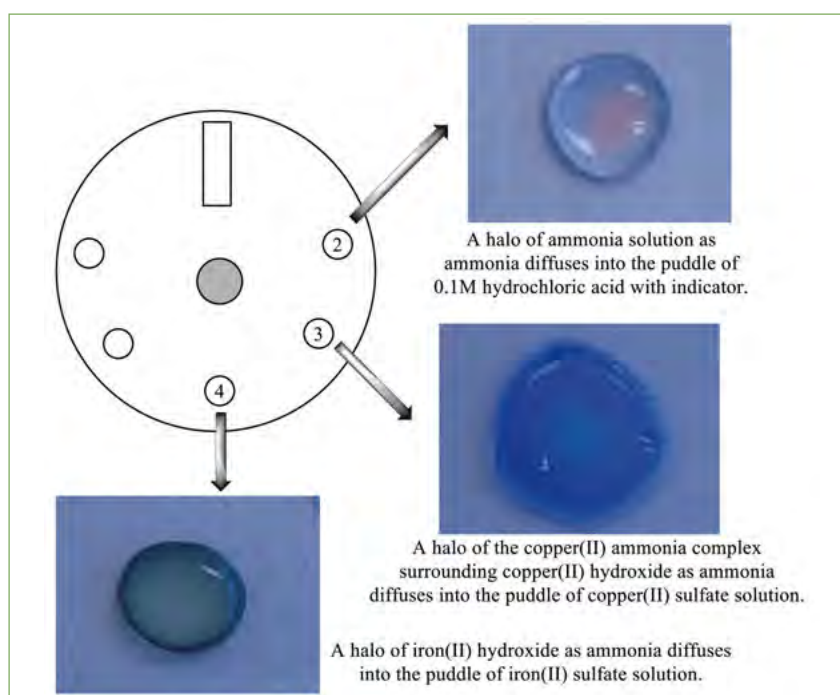 2
3
4
A halo of ammonia solution as
ammonia diffuses into the puddle of
0.1M hydrochloric acid with indicator.
A halo of the copper(II) ammonia complex
surrounding copper(II) hydroxide as ammonia
diffuses into the puddle of copper(II) sulfate solution.
A halo of iron(II) hydroxide as ammonia diffuses
into the puddle of iron(II) sulfate solution.